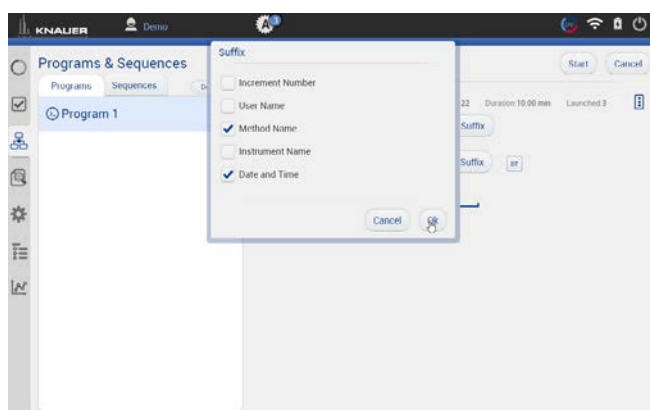 KNAUER
Demo
Programs & Sequences
Programs Sequences
Program 1
Suffix
Increment Number
User Name
Method Name
Instrument Name
Date and Time
Cancel Ok
Start Cancel
22 Duration: 10.00 min Launched: 3
Suffix
Suffix